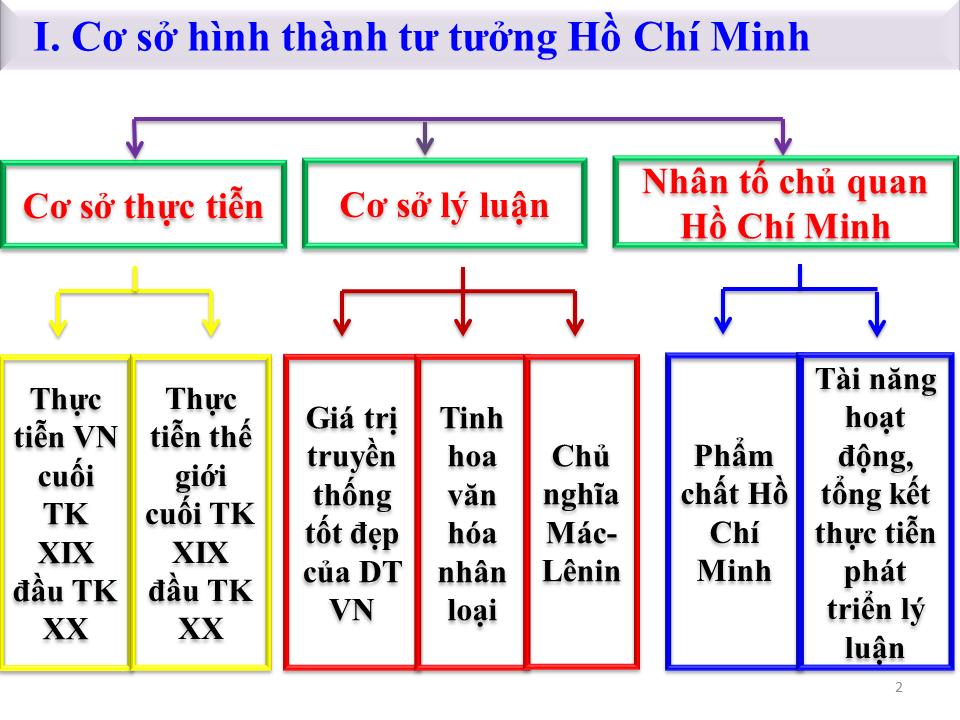 I. Cơ sở hình thành tư tưởng Hồ Chí Minh
Cơ sở thực tiễn
Cơ sở lý luận
Nhân tố chủ quan
Hồ Chí Minh
Thực
tiễn VN
cuối
TK
XIX
đầu TK
XX
Thực
tiễn thế
giới
cuối TK
XIX
đầu TK
XX
Giá trị
truyền
thống
tốt đẹp
của DT
VN
Tinh
hoa
văn
hóa
nhân
loại
Chủ
nghĩa
Mác-
Lênin
Phẩm
chất Hồ
Chí
Minh
Tài năng
hoạt
động,
tổng kết
thực tiễn
phát
triển lý
luận
2